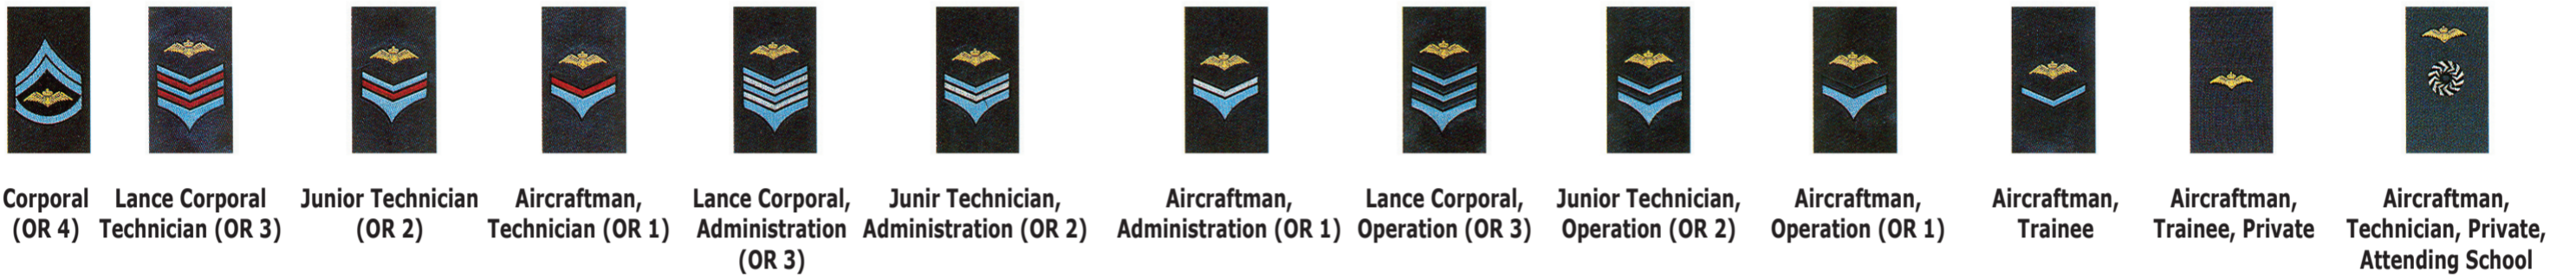 Corporal
(OR 4)
Lance Corporal
Technician (OR 3)
Junior Technician
(OR 2)
Aircraftman,
Technician (OR 1)
Lance Corporal,
Administration
(OR 3)
Junir Technician,
Administration (OR 2)
Aircraftman,
Administration (OR 1)
Lance Corporal,
Operation (OR 3)
Junior Technician,
Operation (OR 2)
Aircraftman,
Operation (OR 1)
Aircraftman,
Trainee
Aircraftman,
Trainee, Private
Aircraftman,
Technician, Private,
Attending School